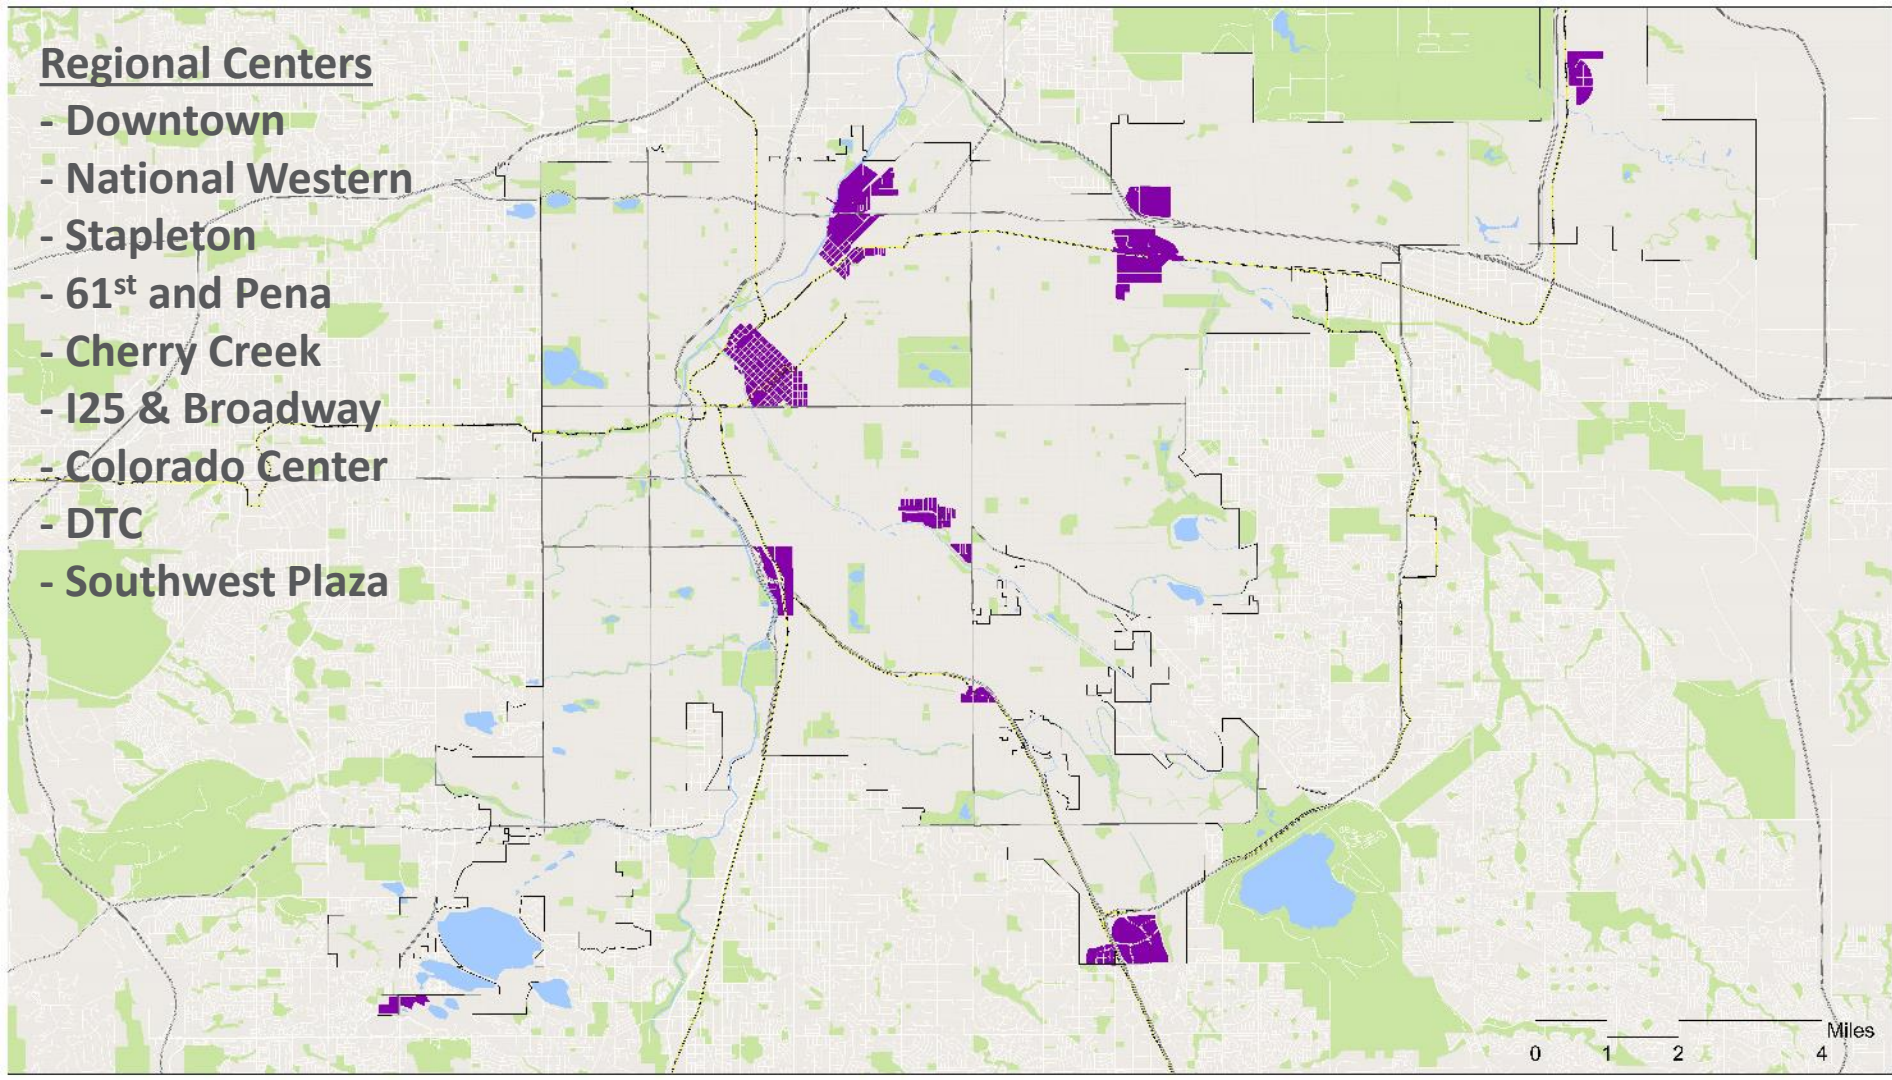 Regional Centers
- Downtown
- National Western
- Stapleton
- 61st and Pena
- Cherry Creek
- I25 & Broadway
- Colorado Center
- DTC
- Southwest Plaza
Miles
0 1 2 4